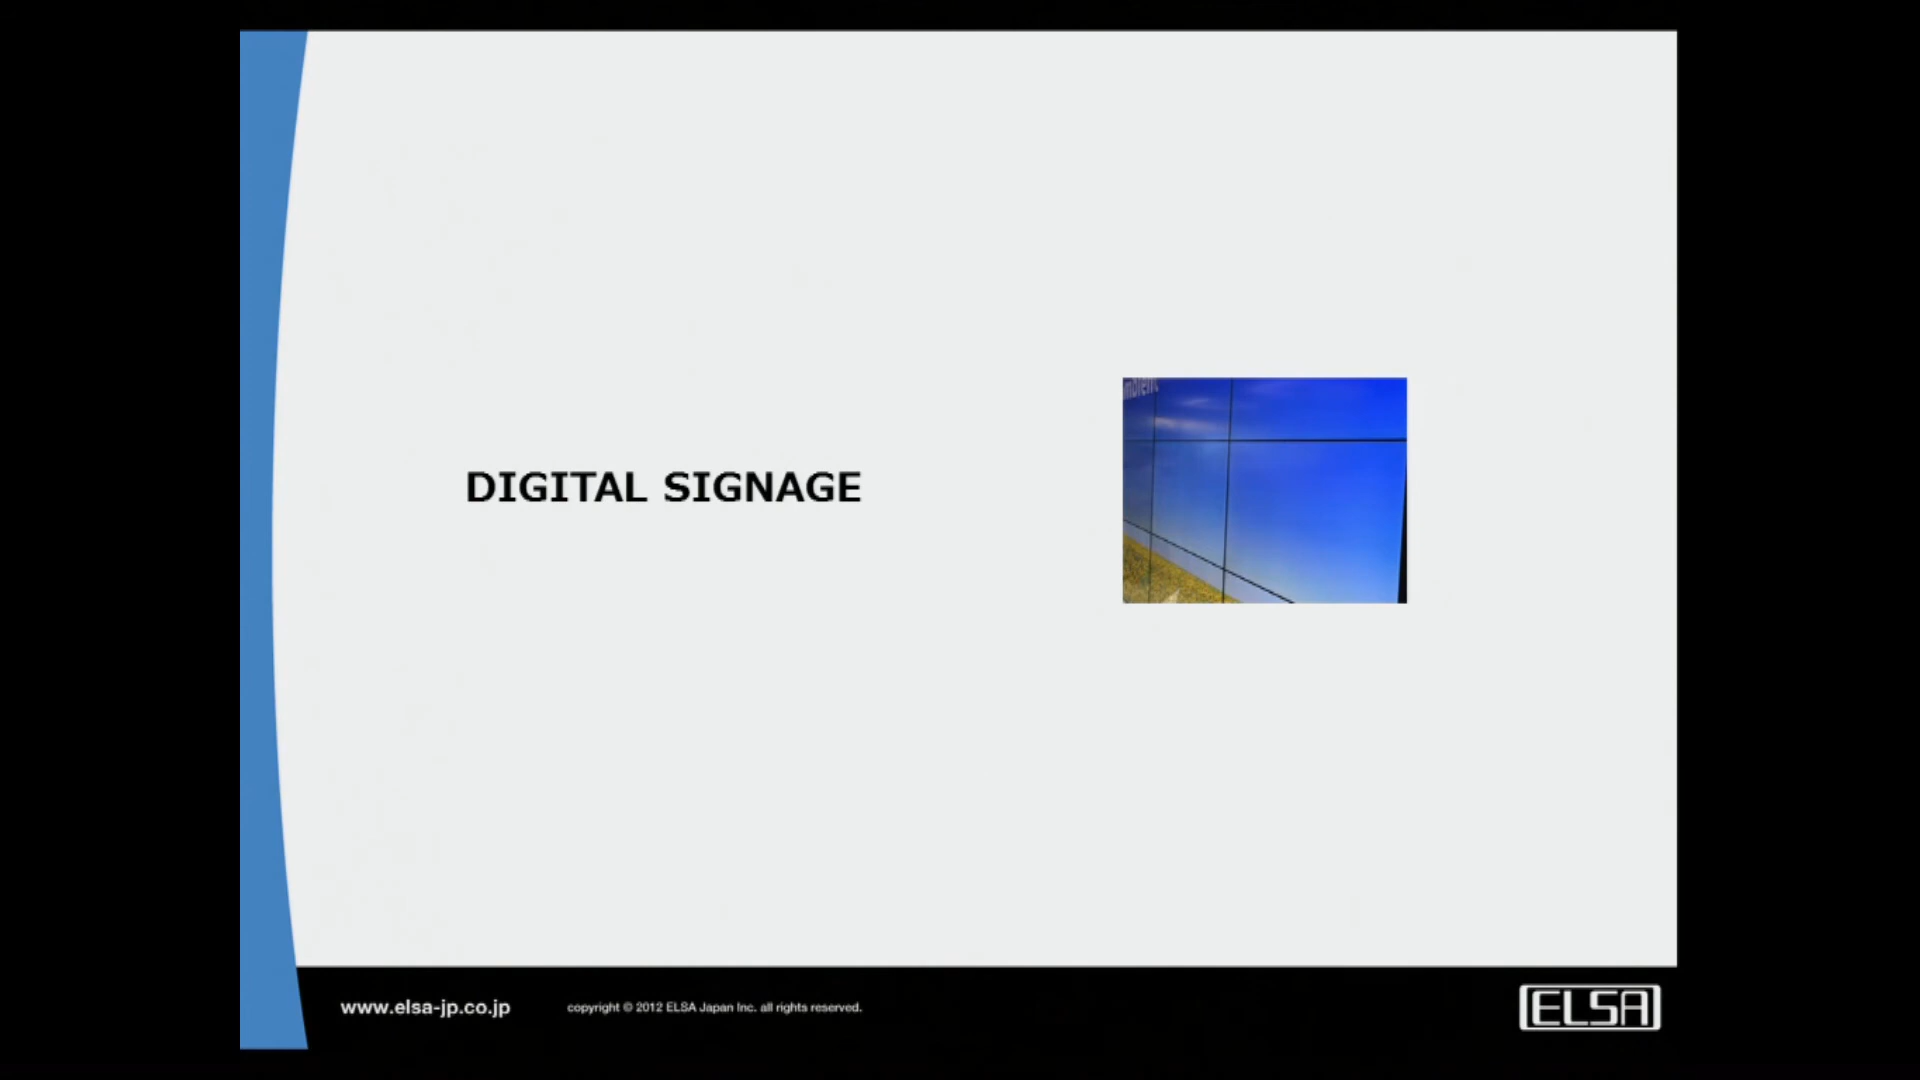 DIGITAL SIGNAGE
www.elsa-jp.co.jp
copyright © 2012 ELSA Japan Inc. all rights reserved.
ELSA